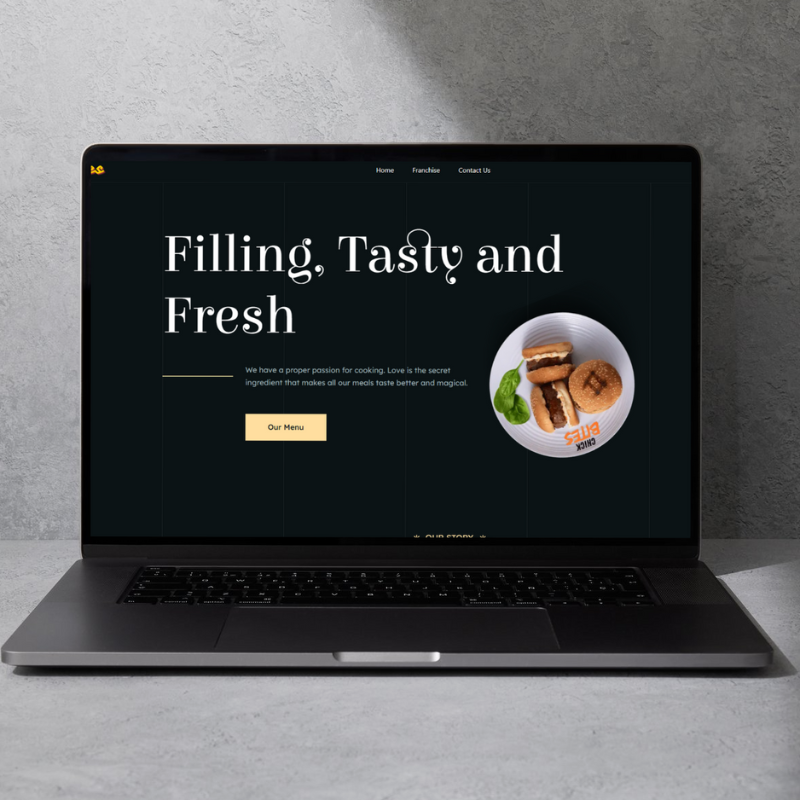 Home Franchise Contact Us
Filling, Tasty and
Fresh
We have a proper passion for cooking. Love is the secret
ingredient that makes all our meals taste better and magical.
Our Menu
CHICK
BITES
OUR STORY